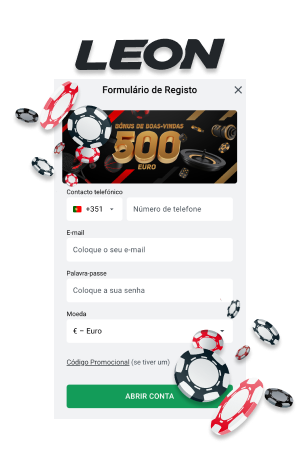 LEON
Formulário de Registo
BÓNUS DE BOAS-VINDAS
500
EURO
Contacto telefónico
+351
Número de telefone
E-mail
Coloque o seu e-mail
Palavra-passe
Coloque a sua senha
Moeda
€ – Euro
Código Promocional (se tiver um)
ABRIR CONTA